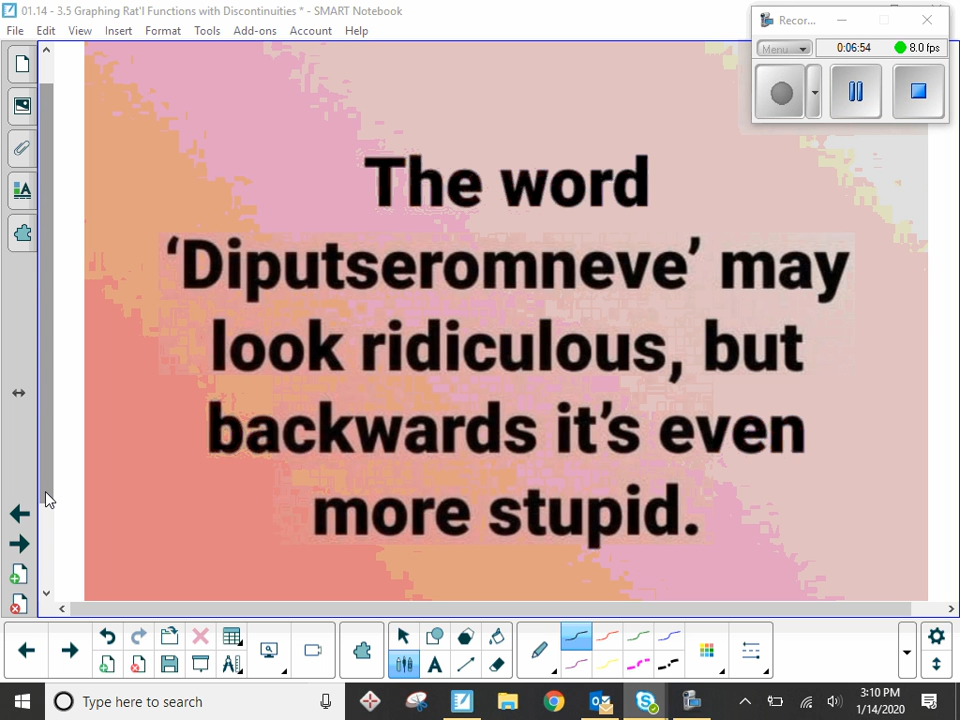 01.14 - 3.5 Graphing Rat'l Functions with Discontinuities * - SMART Notebook
File Edit View Insert Format Tools Add-ons Account Help
Recor...
Menu 0:06:54 8.0 fps
The word
‘Diputseromneve’ may
look ridiculous, but
backwards it’s even
more stupid.
A
Type here to search
3:10 PM
1/14/2020